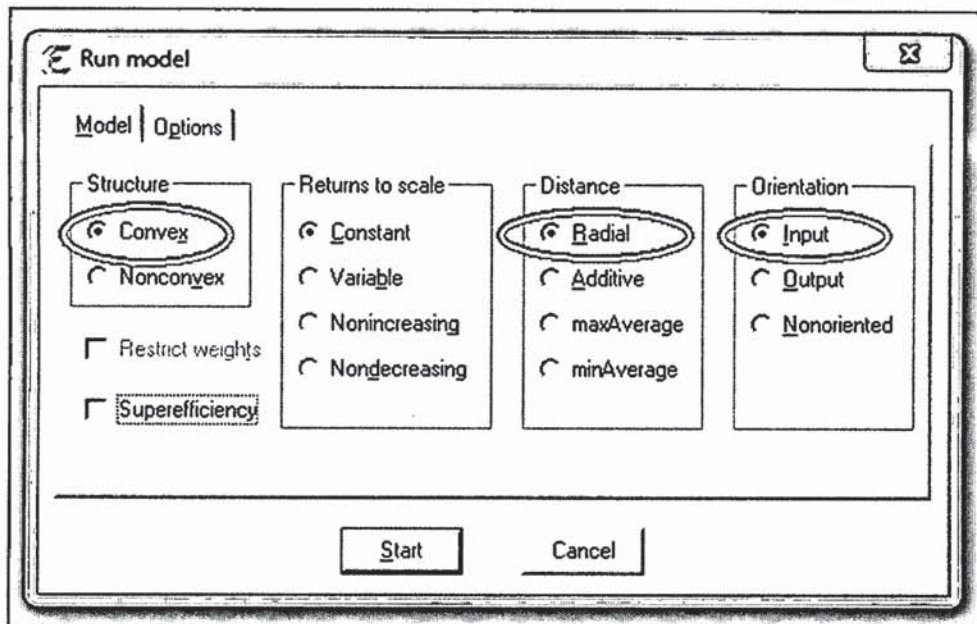 Run model
Model Options
Structure
Convex
Nonconvex
Restrict weights
Superefficiency
Returns to scale
Constant
Variable
Nonincreasing
Nondecreasing
Distance
Radial
Additive
maxAverage
minAverage
Orientation
Input
Output
Nonoriented
Start Cancel